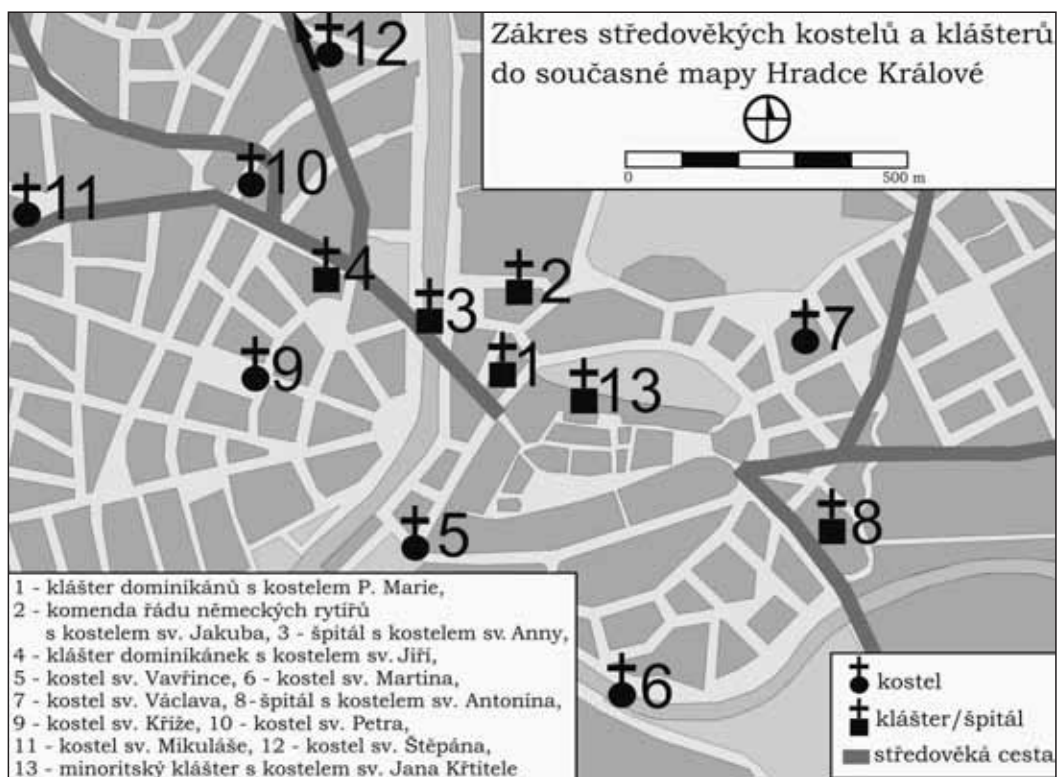 Zákres středověkých kostelů a klášterů
do současné mapy Hradce Králové
0 500 m
12
10
11
4
2
3
7
9
1
13
8
5
6
1 - klášter dominikánů s kostelem P. Marie,
2 - komenda řádu německých rytířů
s kostelem sv. Jakuba, 3 - špitál s kostelem sv. Anny,
4 - klášter dominikánek s kostelem sv. Jiří,
5 - kostel sv. Vavřince, 6 - kostel sv. Martina,
7 - kostel sv. Václava, 8-špitál s kostelem sv. Antonína,
9 - kostel sv. Kříže, 10 - kostel sv. Petra,
11 - kostel sv. Mikuláše, 12 - kostel sv. Štěpána,
13 - minoritský klášter s kostelem sv. Jana Křtitele
kostel
klášter/špitál
středověká cesta